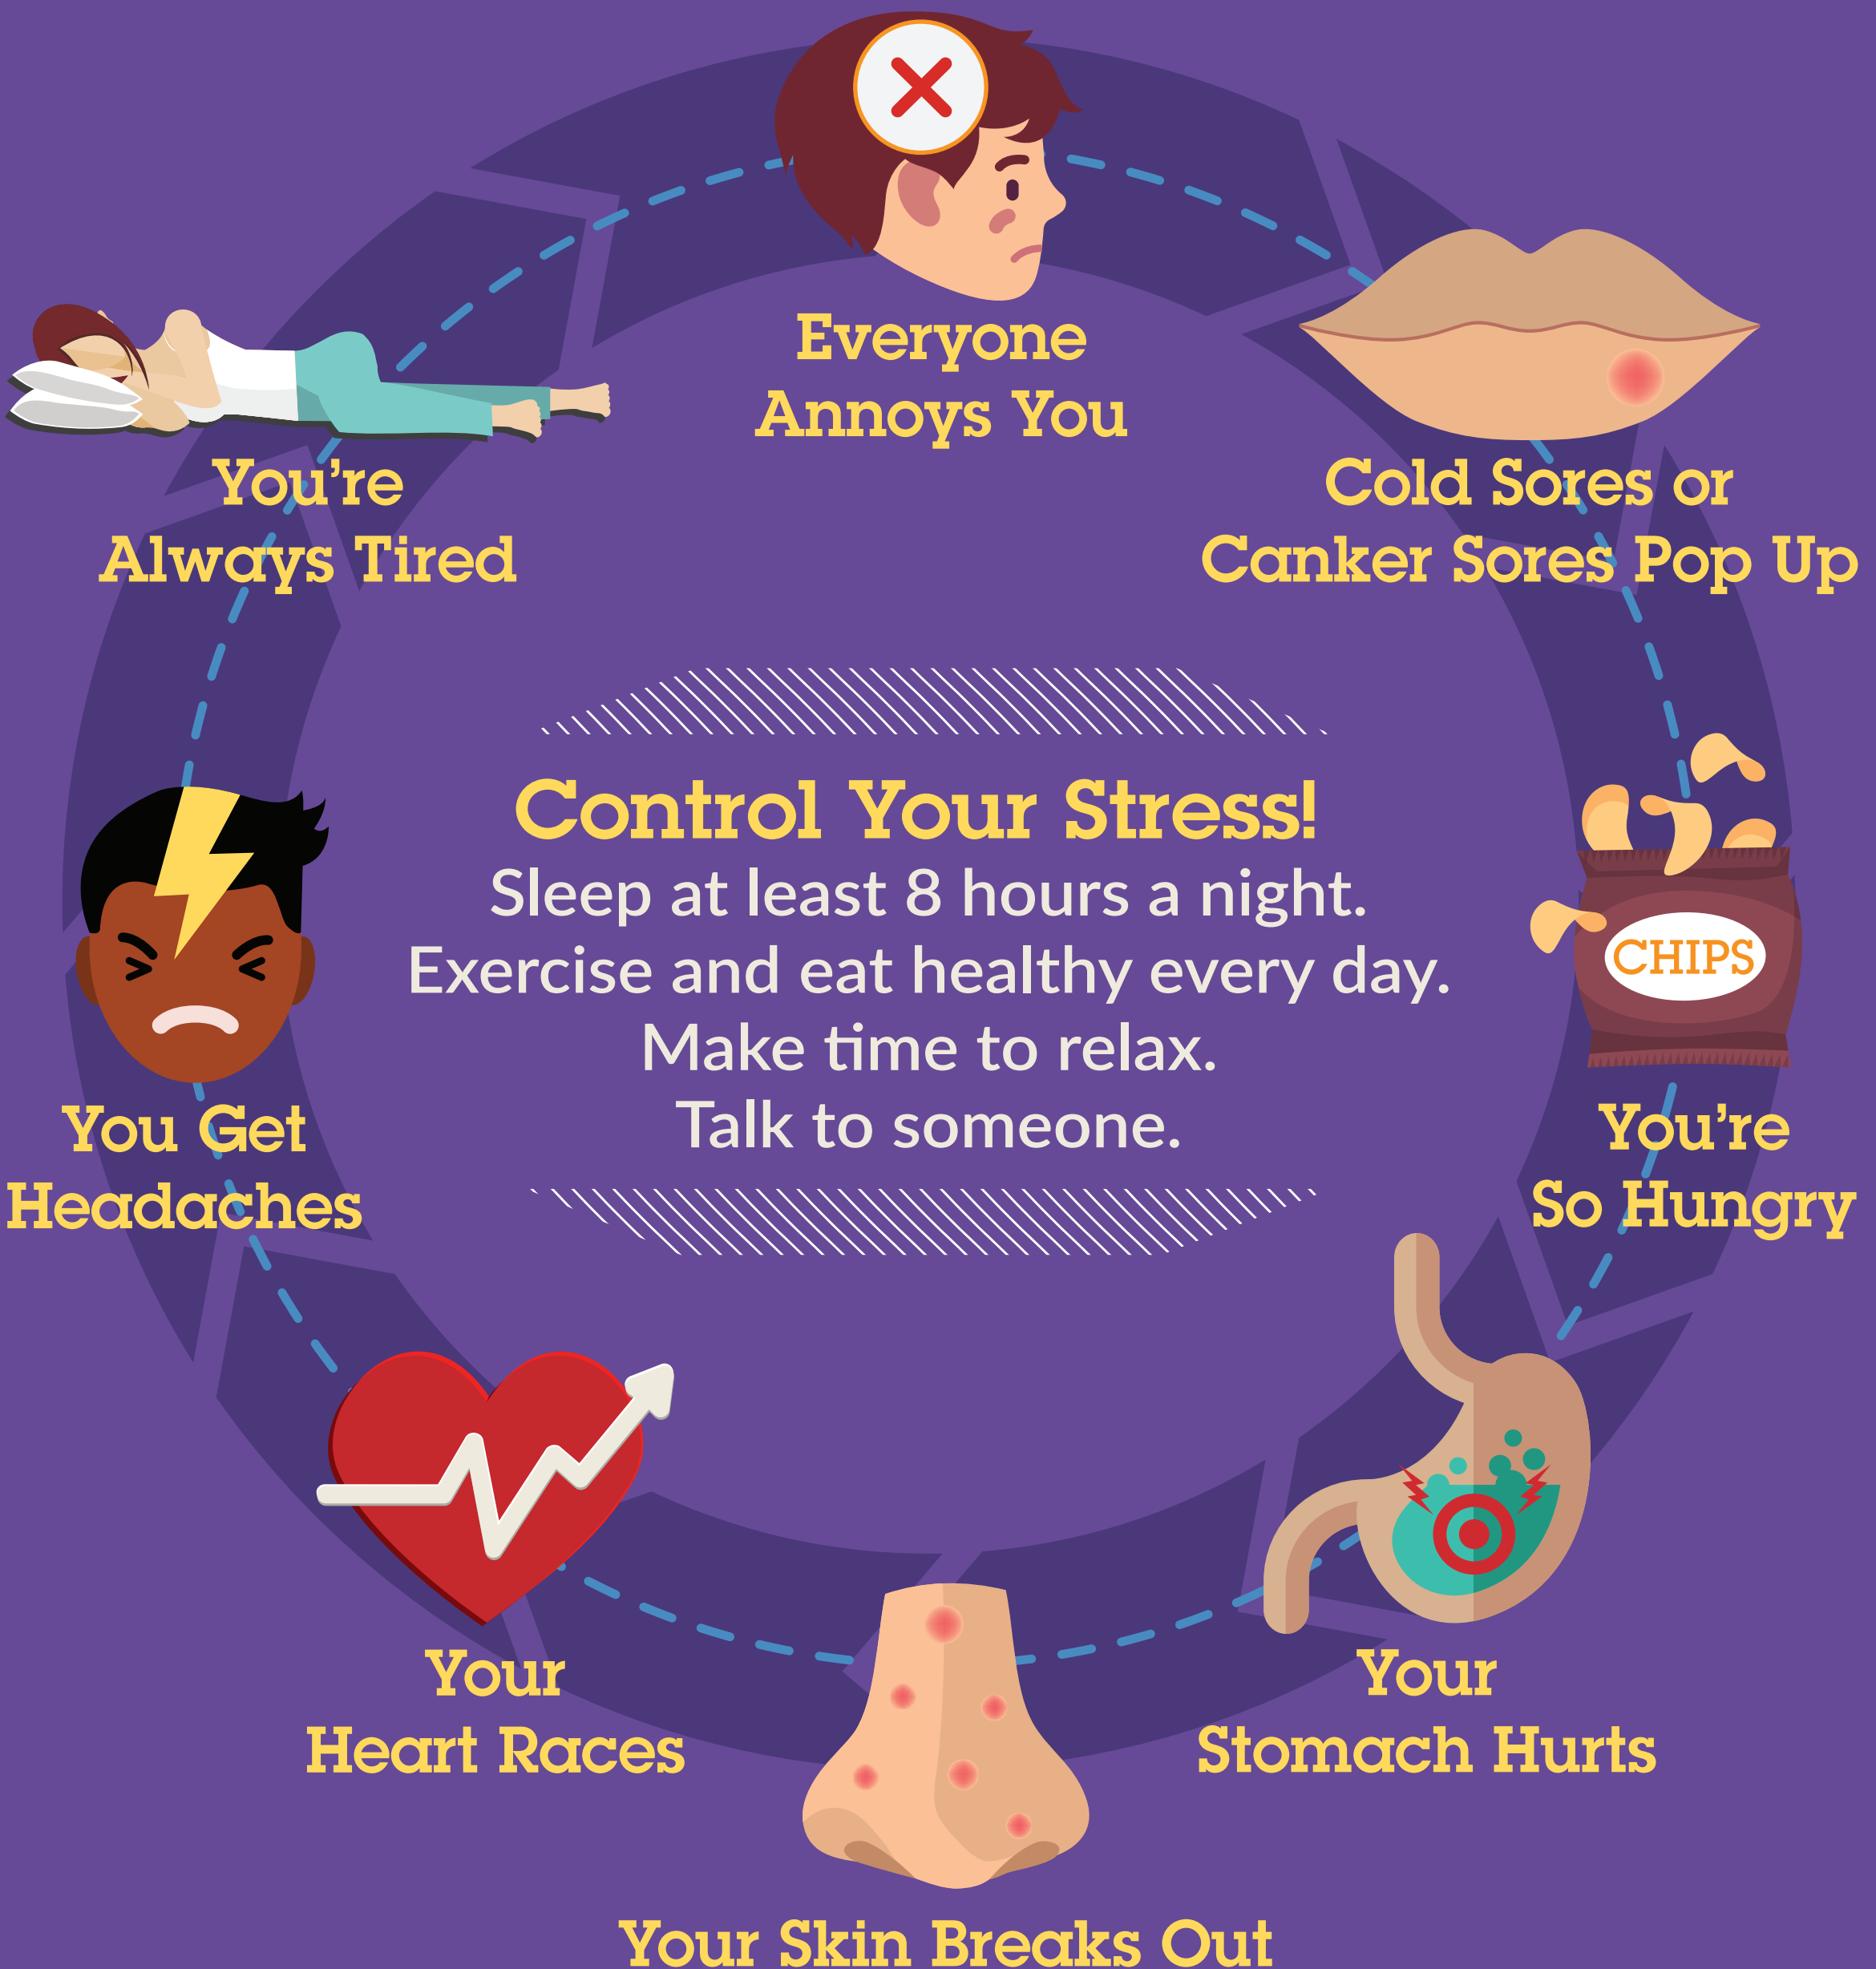 Everyone
Annoys You
Cold Sores or
Canker Sores Pop Up
CHIPS
You're
So Hungry
Your
Stomach Hurts
Your Skin Breaks Out
Your
Heart Races
You Get
Headaches
You're
Always Tired
Control Your Stress!
Sleep at least 8 hours a night.
Exercise and eat healthy every day.
Make time to relax.
Talk to someone.